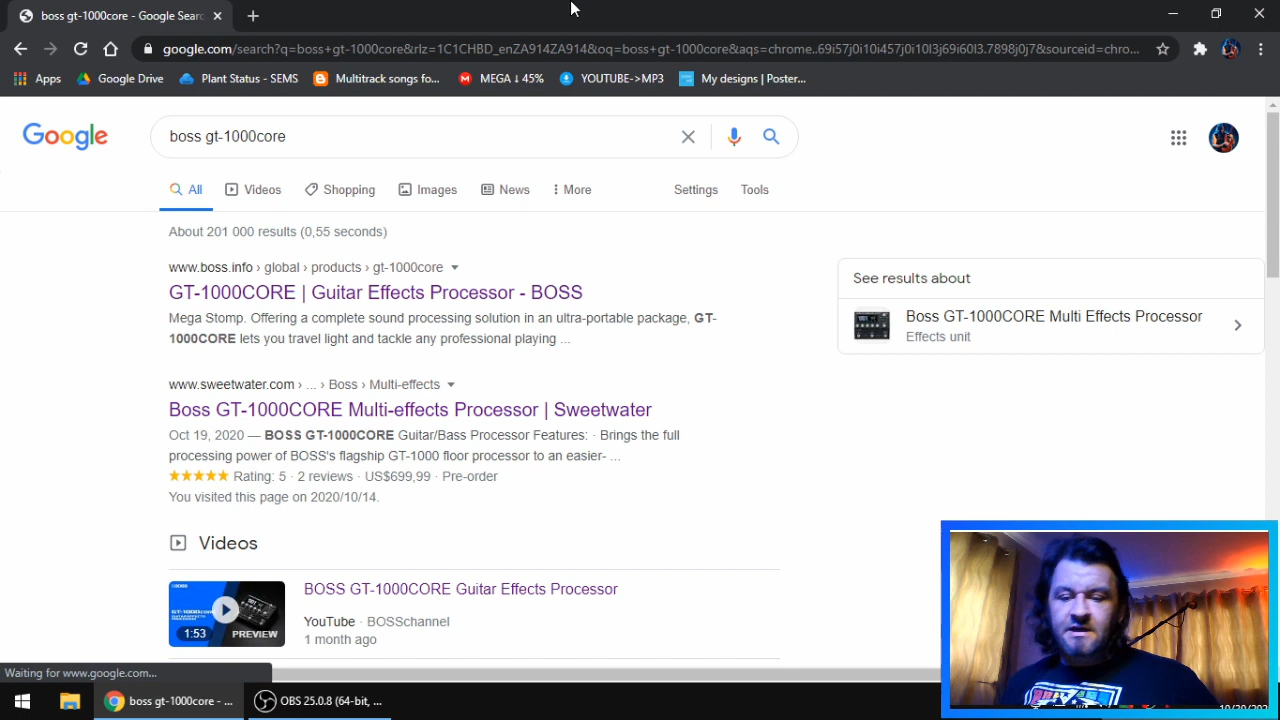 boss gt-1000core - Google Searc
google.com/search?q=boss+gt-1000core&rlz=1C1CHBD_enZA914ZA914&oq=boss+gt-1000core&aqs=chrome..69i57j0i10i457j0i10l3j69i60l3.7898j0j7&sourceid=chro...
Apps Google Drive Plant Status - SEMS Multitrack songs fo... MEGA ↓ 45% YOUTUBE->MP3 My designs | Poster...
Google boss gt-1000core
All Videos Shopping Images News More Settings Tools
About 201 000 results (0,55 seconds)
www.boss.info › global › products › gt-1000core
GT-1000CORE | Guitar Effects Processor - BOSS
Mega Stomp. Offering a complete sound processing solution in an ultra-portable package, GT-
1000CORE lets you travel light and tackle any professional playing ...
See results about
Boss GT-1000CORE Multi Effects Processor
Effects unit
www.sweetwater.com › ... › Boss › Multi-effects
Boss GT-1000CORE Multi-effects Processor | Sweetwater
Oct 19, 2020 — BOSS GT-1000CORE Guitar/Bass Processor Features: · Brings the full
processing power of BOSS's flagship GT-1000 floor processor to an easier- ...
Rating: 5 · 2 reviews · US$699,99 · Pre-order
You visited this page on 2020/10/14.
Videos
BOSS GT-1000CORE Guitar Effects Processor
YouTube · BOSSchannel
1 month ago
1:53 PREVIEW
Waiting for www.google.com...
boss gt-1000core - ... OBS 25.0.8 (64-bit, ...